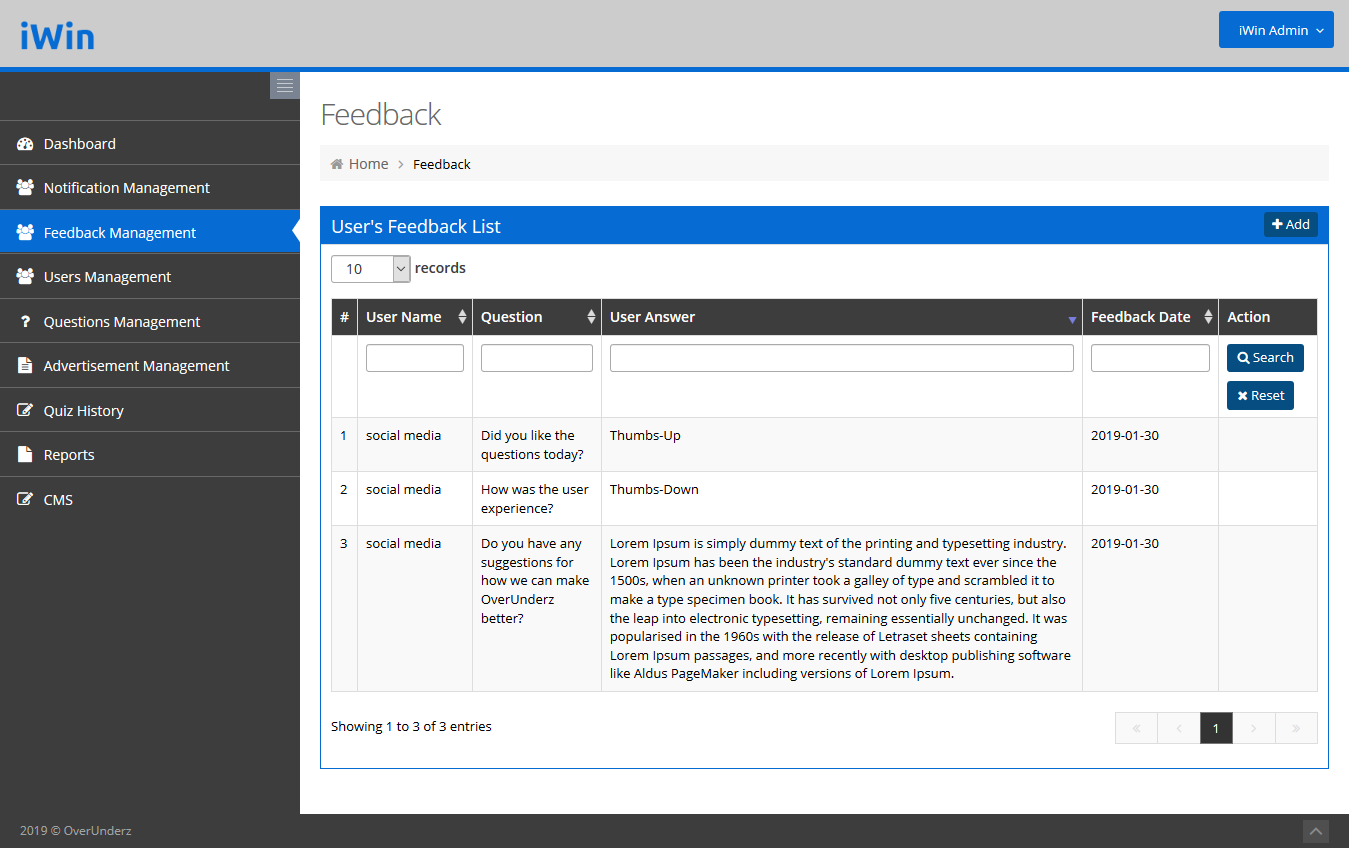 iWin
iWin Admin
Feedback
Dashboard
Notification Management
Feedback Management
Users Management
Questions Management
Advertisement Management
Quiz History
Reports
CMS
Home > Feedback
User's Feedback List
Add
10 records
# User Name Question User Answer Feedback Date Action
Search
Reset
1 social media Did you like the Thumbs-Up 2019-01-30
questions today?
2 social media How was the user Thumbs-Down 2019-01-30
experience?
3 social media Do you have any Lorem Ipsum is simply dummy text of the printing and typesetting industry. 2019-01-30
suggestions for Lorem Ipsum has been the industry's standard dummy text ever since the
how we can make 1500s, when an unknown printer took a galley of type and scrambled it to
OverUnderz make a type specimen book. It has survived not only five centuries, but also
better? the leap into electronic typesetting, remaining essentially unchanged. It was
popularised in the 1960s with the release of Letraset sheets containing
Lorem Ipsum passages, and more recently with desktop publishing software
like Aldus PageMaker including versions of Lorem Ipsum.
Showing 1 to 3 of 3 entries
« < 1 > »
2019 © OverUnderz